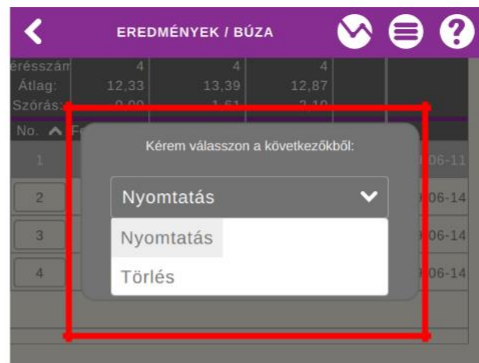 EREDMÉNYEK / BÚZA
4 4 4
Átlag: 12,33 13,39 12,87
Szórás:
No.
Kérem válasszon a következőkből:
1 06-11
Nyomtatás
2 06-14
Nyomtatás
3 06-14
Törlés
4 06-14